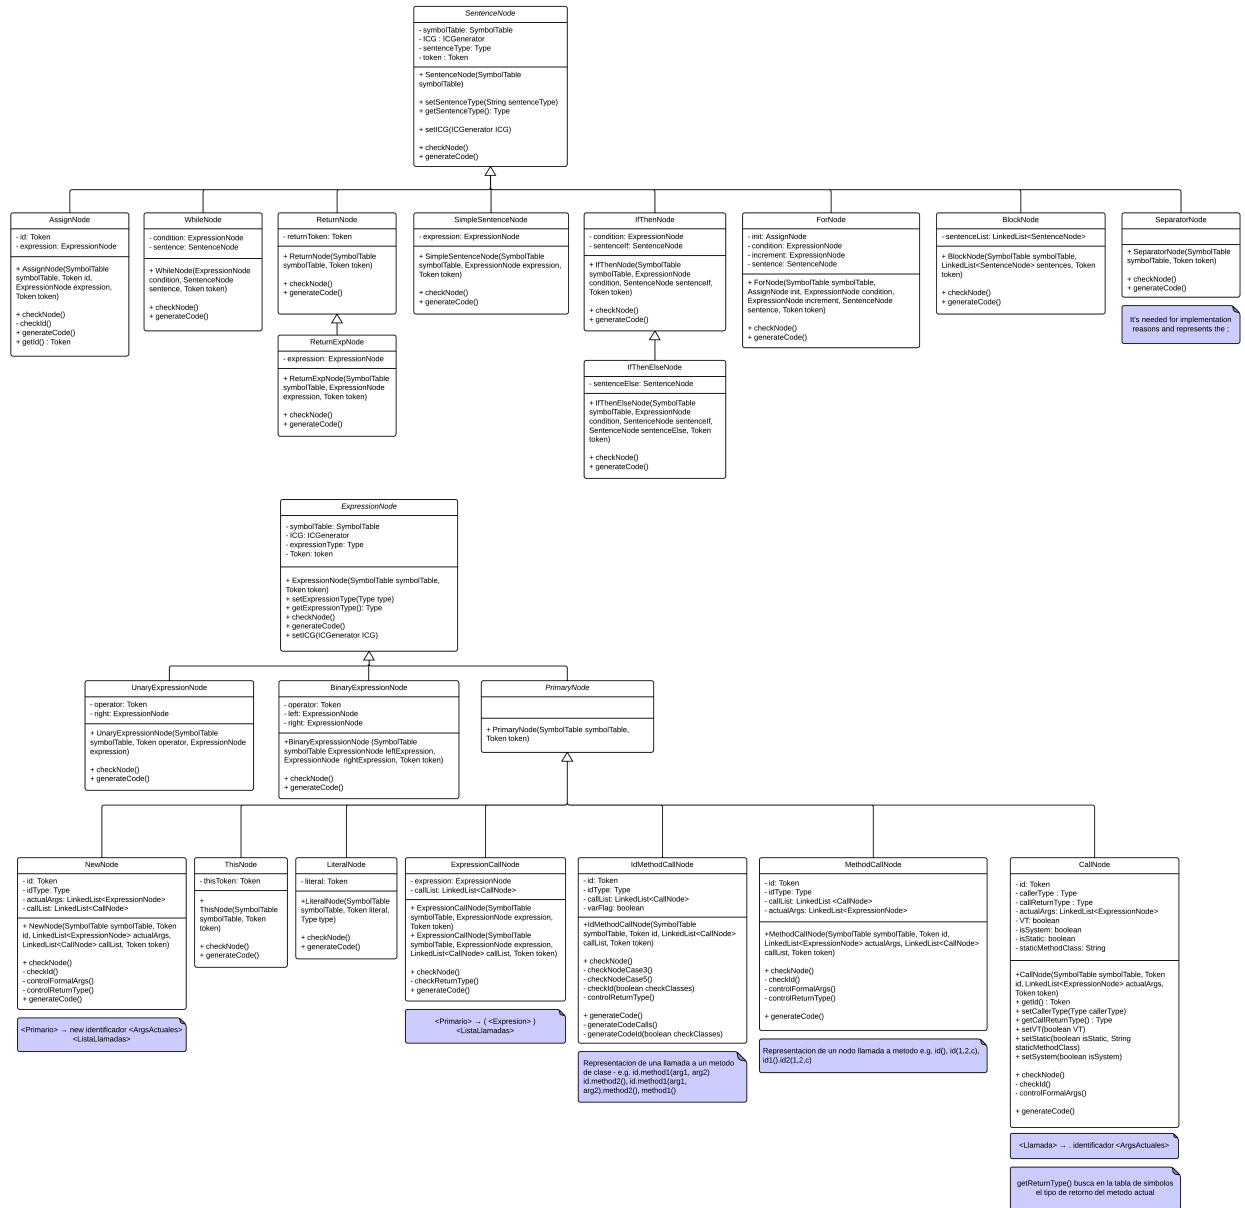 SentenceNode
- symbolTable: SymbolTable
- ICG : ICGenerator
- sentenceType: Type
- token : Token
+ SentenceNode(SymbolTable
symbolTable)
+ setSentenceType(String sentenceType)
+ getSentenceType(): Type
+ setICG(ICGenerator ICG)
+ checkNode()
+ generateCode()
AssignNode
- id: Token
- expression: ExpressionNode
+ AssignNode(SymbolTable
symbolTable, Token id,
ExpressionNode expression,
Token token)
+ checkNode()
- checkId()
+ generateCode()
+ getId() : Token
WhileNode
- condition: ExpressionNode
- sentence: SentenceNode
+ WhileNode(ExpressionNode
condition, SentenceNode
sentence, Token token)
+ checkNode()
+ generateCode()
ReturnNode
- returnToken: Token
+ ReturnNode(SymbolTable
symbolTable, Token token)
+ checkNode()
+ generateCode()
ReturnExpNode
- expression: ExpressionNode
+ ReturnExpNode(SymbolTable
symbolTable, ExpressionNode
expression, Token token)
+ checkNode()
+ generateCode()
SimpleSentenceNode
- expression: ExpressionNode
+ SimpleSentenceNode(SymbolTable
symbolTable, ExpressionNode expression,
Token token)
+ checkNode()
+ generateCode()
IfThenNode
- condition: ExpressionNode
- sentenceIf: SentenceNode
+ IfThenNode(SymbolTable
symbolTable, ExpressionNode
condition, SentenceNode sentenceIf,
Token token)
+ checkNode()
+ generateCode()
IfThenElseNode
- sentenceElse: SentenceNode
+ IfThenElseNode(SymbolTable
symbolTable, ExpressionNode
condition, SentenceNode sentenceIf,
SentenceNode sentenceElse, Token
token)
+ checkNode()
+ generateCode()
ForNode
- init: AssignNode
- condition: ExpressionNode
- increment: ExpressionNode
- sentence: SentenceNode
+ ForNode(SymbolTable symbolTable,
AssignNode init, ExpressionNode condition,
ExpressionNode increment, SentenceNode
sentence, Token token)
+ checkNode()
+ generateCode()
BlockNode
- sentenceList: LinkedList<SentenceNode>
+ BlockNode(SymbolTable symbolTable,
LinkedList<SentenceNode> sentences, Token
token)
+ checkNode()
+ generateCode()
SeparatorNode
+ SeparatorNode(SymbolTable
symbolTable, Token token)
+ checkNode()
+ generateCode()
It's needed for implementation
reasons and represents the ;
ExpressionNode
- symbolTable: SymbolTable
- ICG: ICGenerator
- expressionType: Type
- Token: token
+ ExpressionNode(SymbolTable symbolTable,
Token token)
+ setExpressionType(Type type)
+ getExpressionType(): Type
+ checkNode()
+ generateCode()
+ setICG(ICGenerator ICG)
UnaryExpressionNode
- operator: Token
- right: ExpressionNode
+ UnaryExpressionNode(SymbolTable
symbolTable, Token operator, ExpressionNode
expression)
+ checkNode()
+ generateCode()
BinaryExpressionNode
- operator: Token
- left: ExpressionNode
- right: ExpressionNode
+BinaryExpresssionNode (SymbolTable
symbolTable ExpressionNode leftExpression,
ExpressionNode  rightExpression, Token token)
+ checkNode()
+ generateCode()
PrimaryNode
+ PrimaryNode(SymbolTable symbolTable,
Token token)
NewNode
- id: Token
- idType: Type
- actualArgs: LinkedList<ExpressionNode>
- callList: LinkedList<CallNode>
+ NewNode(SymbolTable symbolTable, Token
id, LinkedList<ExpressionNode> actualArgs,
LinkedList<CallNode> callList, Token token)
+ checkNode()
- checkId()
- controlFormalArgs()
- controlReturnType()
+ generateCode()
<Primario> → new identificador <ArgsActuales>
<ListaLlamadas>
ThisNode
- thisToken: Token
+
ThisNode(SymbolTable
symbolTable, Token
token)
+ checkNode()
+ generateCode()
LiteralNode
- literal: Token
+LiteralNode(SymbolTable
symbolTable, Token literal,
Type type)
+ checkNode()
+ generateCode()
ExpressionCallNode
- expression: ExpressionNode
- callList: LinkedList<CallNode>
+ ExpressionCallNode(SymbolTable
symbolTable, ExpressionNode expression,
Token token)
+ ExpressionCallNode(SymbolTable
symbolTable, ExpressionNode expression,
LinkedList<CallNode> callList, Token token)
+ checkNode()
- checkReturnType()
+ generateCode()
<Primario> → ( <Expresion> )
<ListaLlamadas>
IdMethodCallNode
- id: Token
- idType: Type
- callList: LinkedList<CallNode>
- varFlag: boolean
+IdMethodCallNode(SymbolTable
symbolTable, Token id, LinkedList<CallNode>
callList, Token token)
+ checkNode()
- checkNodeCase3()
- checkNodeCase5()
- checkId(boolean checkClasses)
- controlReturnType()
+ generateCode()
- generateCodeCalls()
- generateCodeId(boolean checkClasses)
Representacion de una llamada a un metodo
de clase - e.g. id.method1(arg1, arg2)
id.method2(), id.method1(arg1,
arg2).method2(), method1()
MethodCallNode
- id: Token
- idType: Type
- callList: LinkedList <CallNode>
- actualArgs: LinkedList<ExpressionNode>
+MethodCallNode(SymbolTable symbolTable, Token id,
LinkedList<ExpressionNode> actualArgs, LinkedList<CallNode>
callList, Token token)
+ checkNode()
- checkId()
- controlFormalArgs()
- controlReturnType()
+ generateCode()
Representacion de un nodo llamada a metodo e.g. id(), id(1,2,c),
id1().id2(1,2,c)
CallNode
- id: Token
- callerType : Type
- callReturnType : Type
- actualArgs: LinkedList<ExpressionNode>
- VT: boolean
- isSystem: boolean
- isStatic: boolean
- staticMethodClass: String
+CallNode(SymbolTable symbolTable, Token
id, LinkedList<ExpressionNode> actualArgs,
Token token)
+ getId() : Token
+ setCallerType(Type callerType)
+ getCallReturnType() : Type
+ setVT(boolean VT)
+ setStatic(boolean isStatic, String
staticMethodClass)
+ setSystem(boolean isSystem)
+ checkNode()
- checkId()
- controlFormalArgs()
+ generateCode()
<Llamada> → . identificador <ArgsActuales>
getReturnType() busca en la tabla de simbolos
el tipo de retorno del metodo actual